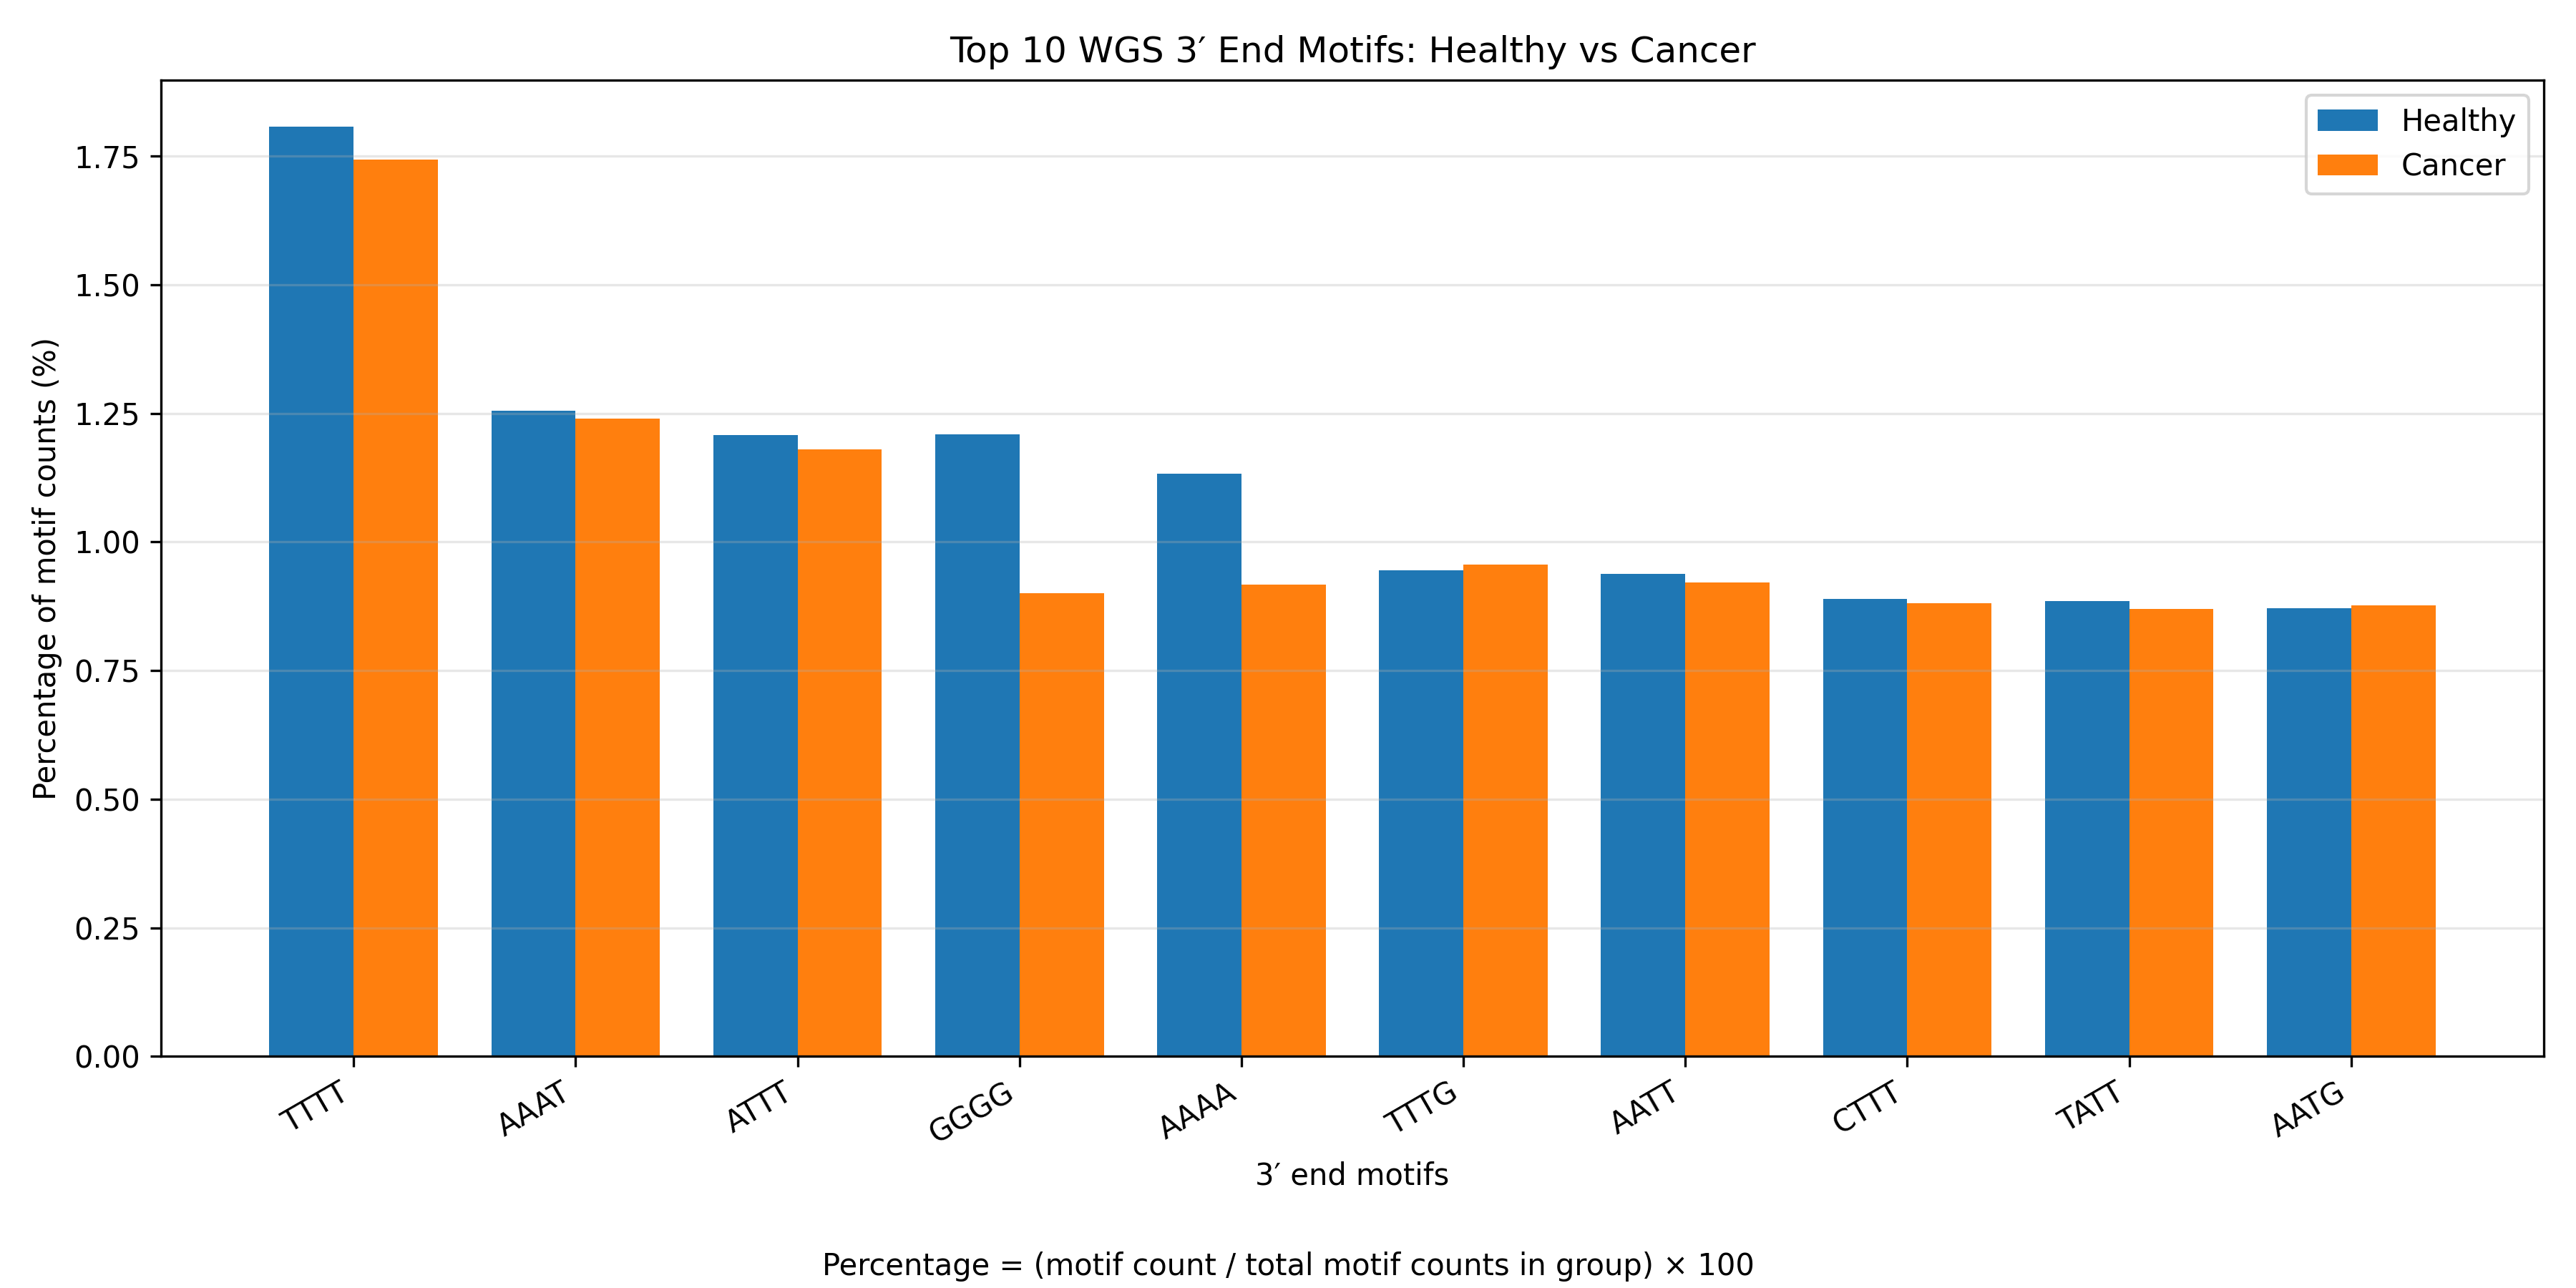 Top 10 WGS 3′ End Motifs: Healthy vs Cancer
Healthy
Cancer
Percentage of motif counts (%)
1.75
1.50
1.25
1.00
0.75
0.50
0.25
0.00
TTTT
AAAT
ATTT
GGGG
AAAA
TTTG
AATT
CTTT
TATT
AATG
3′ end motifs
Percentage = (motif count / total motif counts in group) × 100